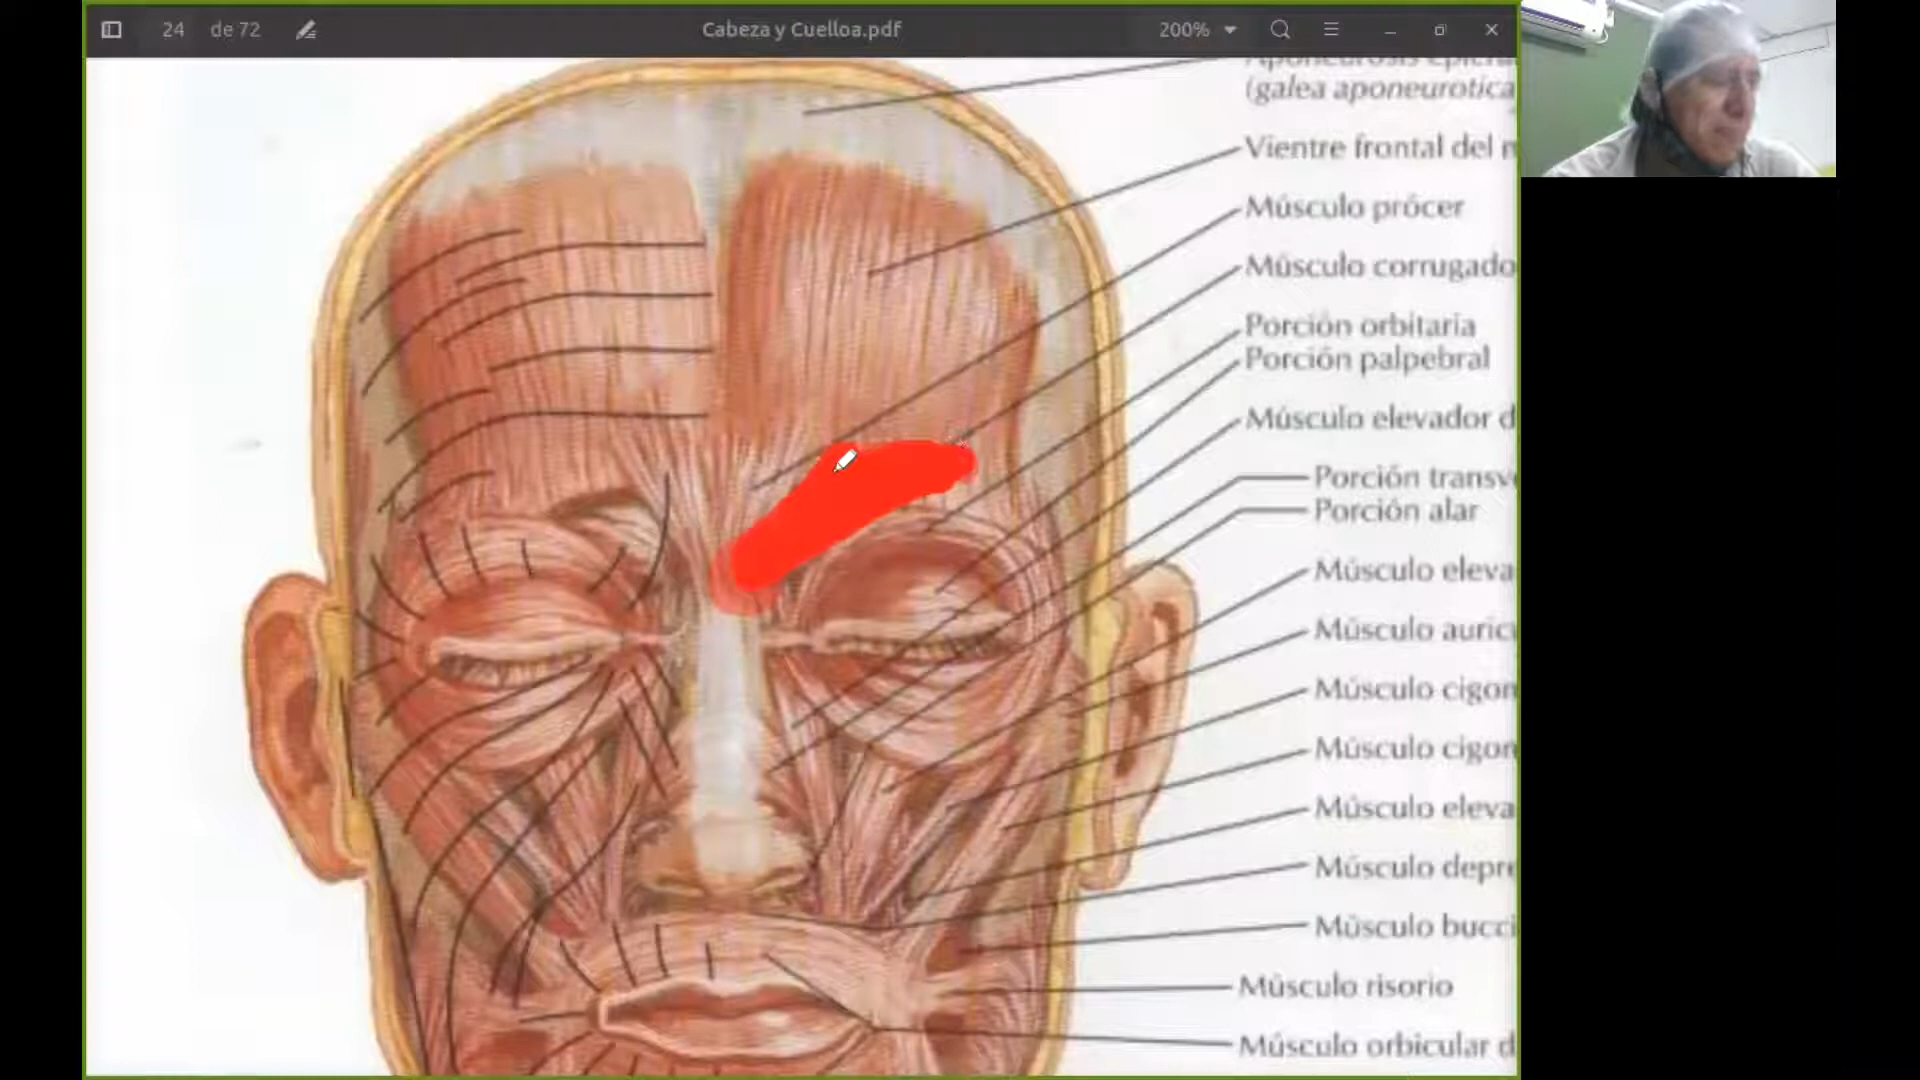 24 de 72
Cabeza y Cuelloa.pdf
200%
(galea aponeurotica
Vientre frontal del
Músculo prócer
Músculo corrugado
Porción orbitaria
Porción palpebral
Músculo elevador d
Porción transv
Porción alar
Músculo eleva
Músculo auric
Músculo cigon
Músculo cigon
Músculo eleva
Músculo depre
Músculo bucci
Músculo risorio
Músculo orbicular d